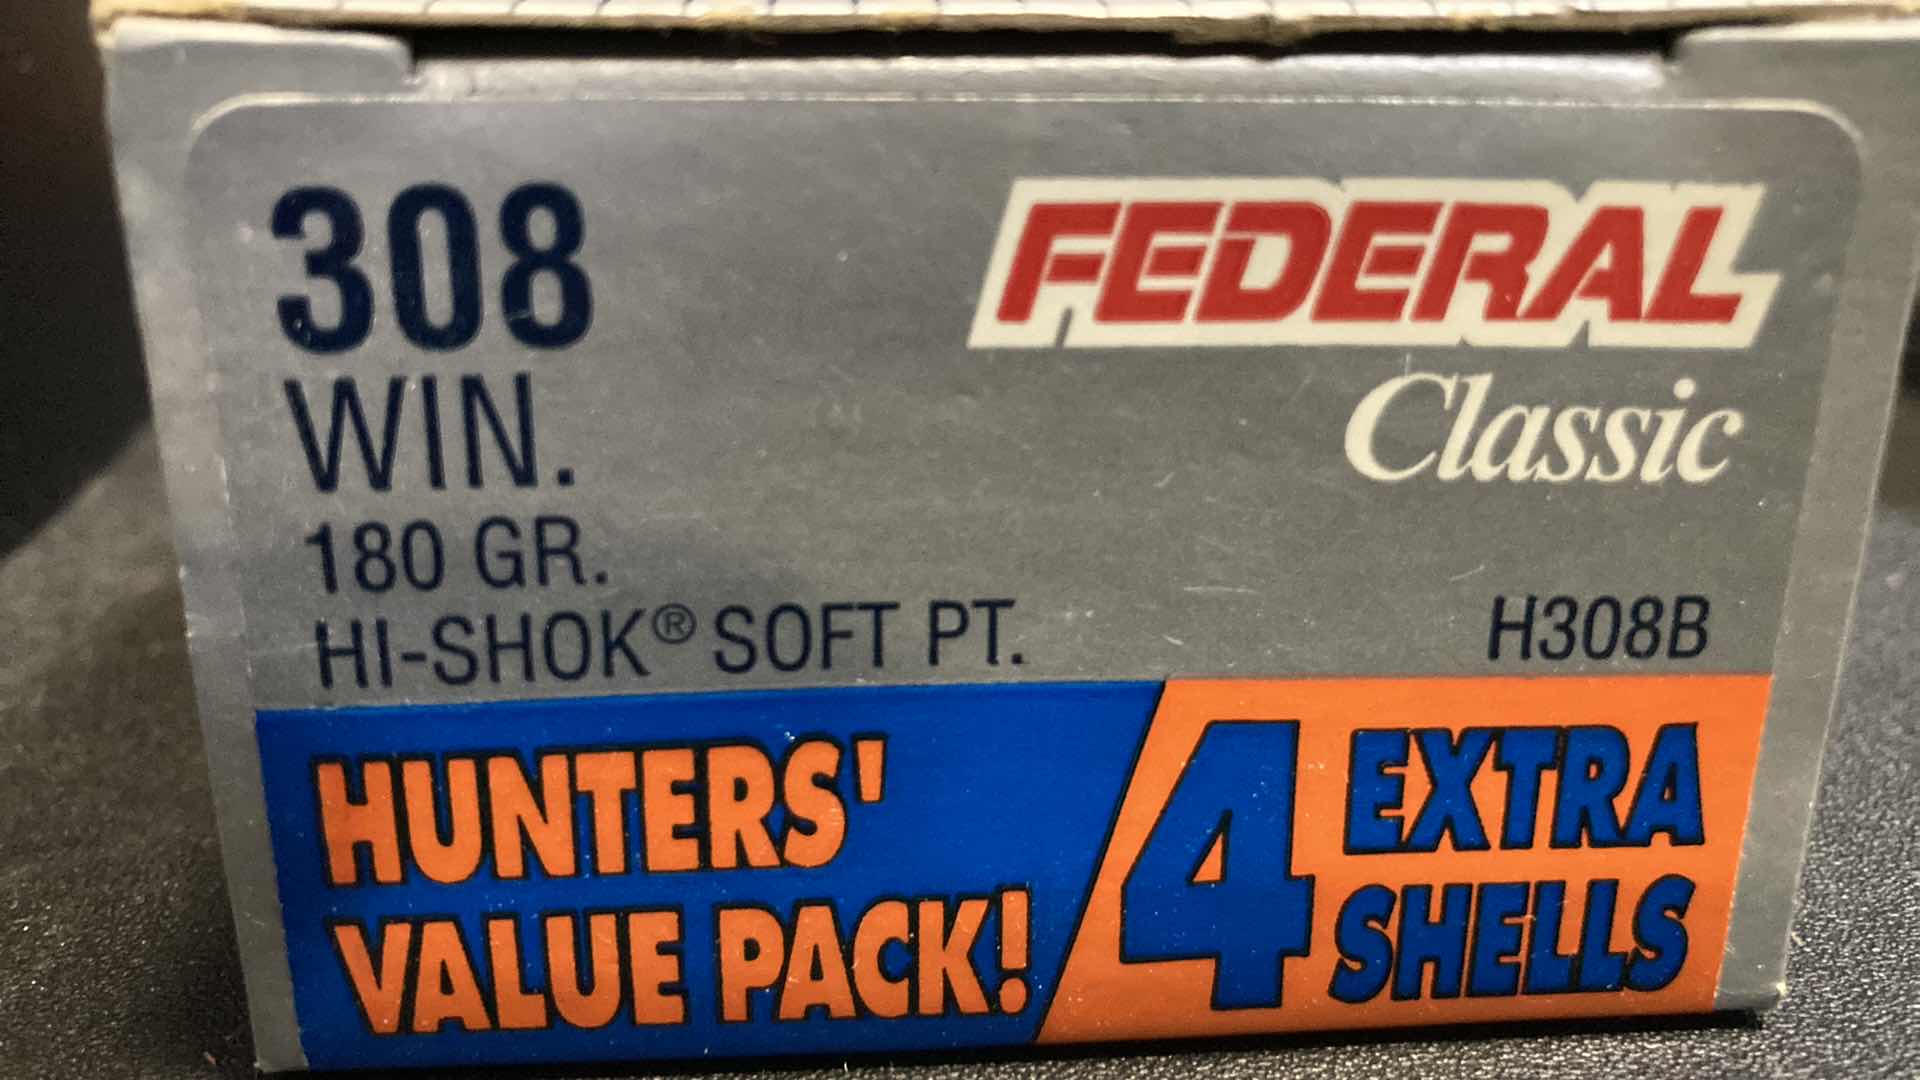 308
WIN.
180 GR.
HI-SHOK® SOFT PT.
FEDERAL
Classic
H308B
HUNTERS'
VALUE PACK!
4 EXTRA
SHELLS